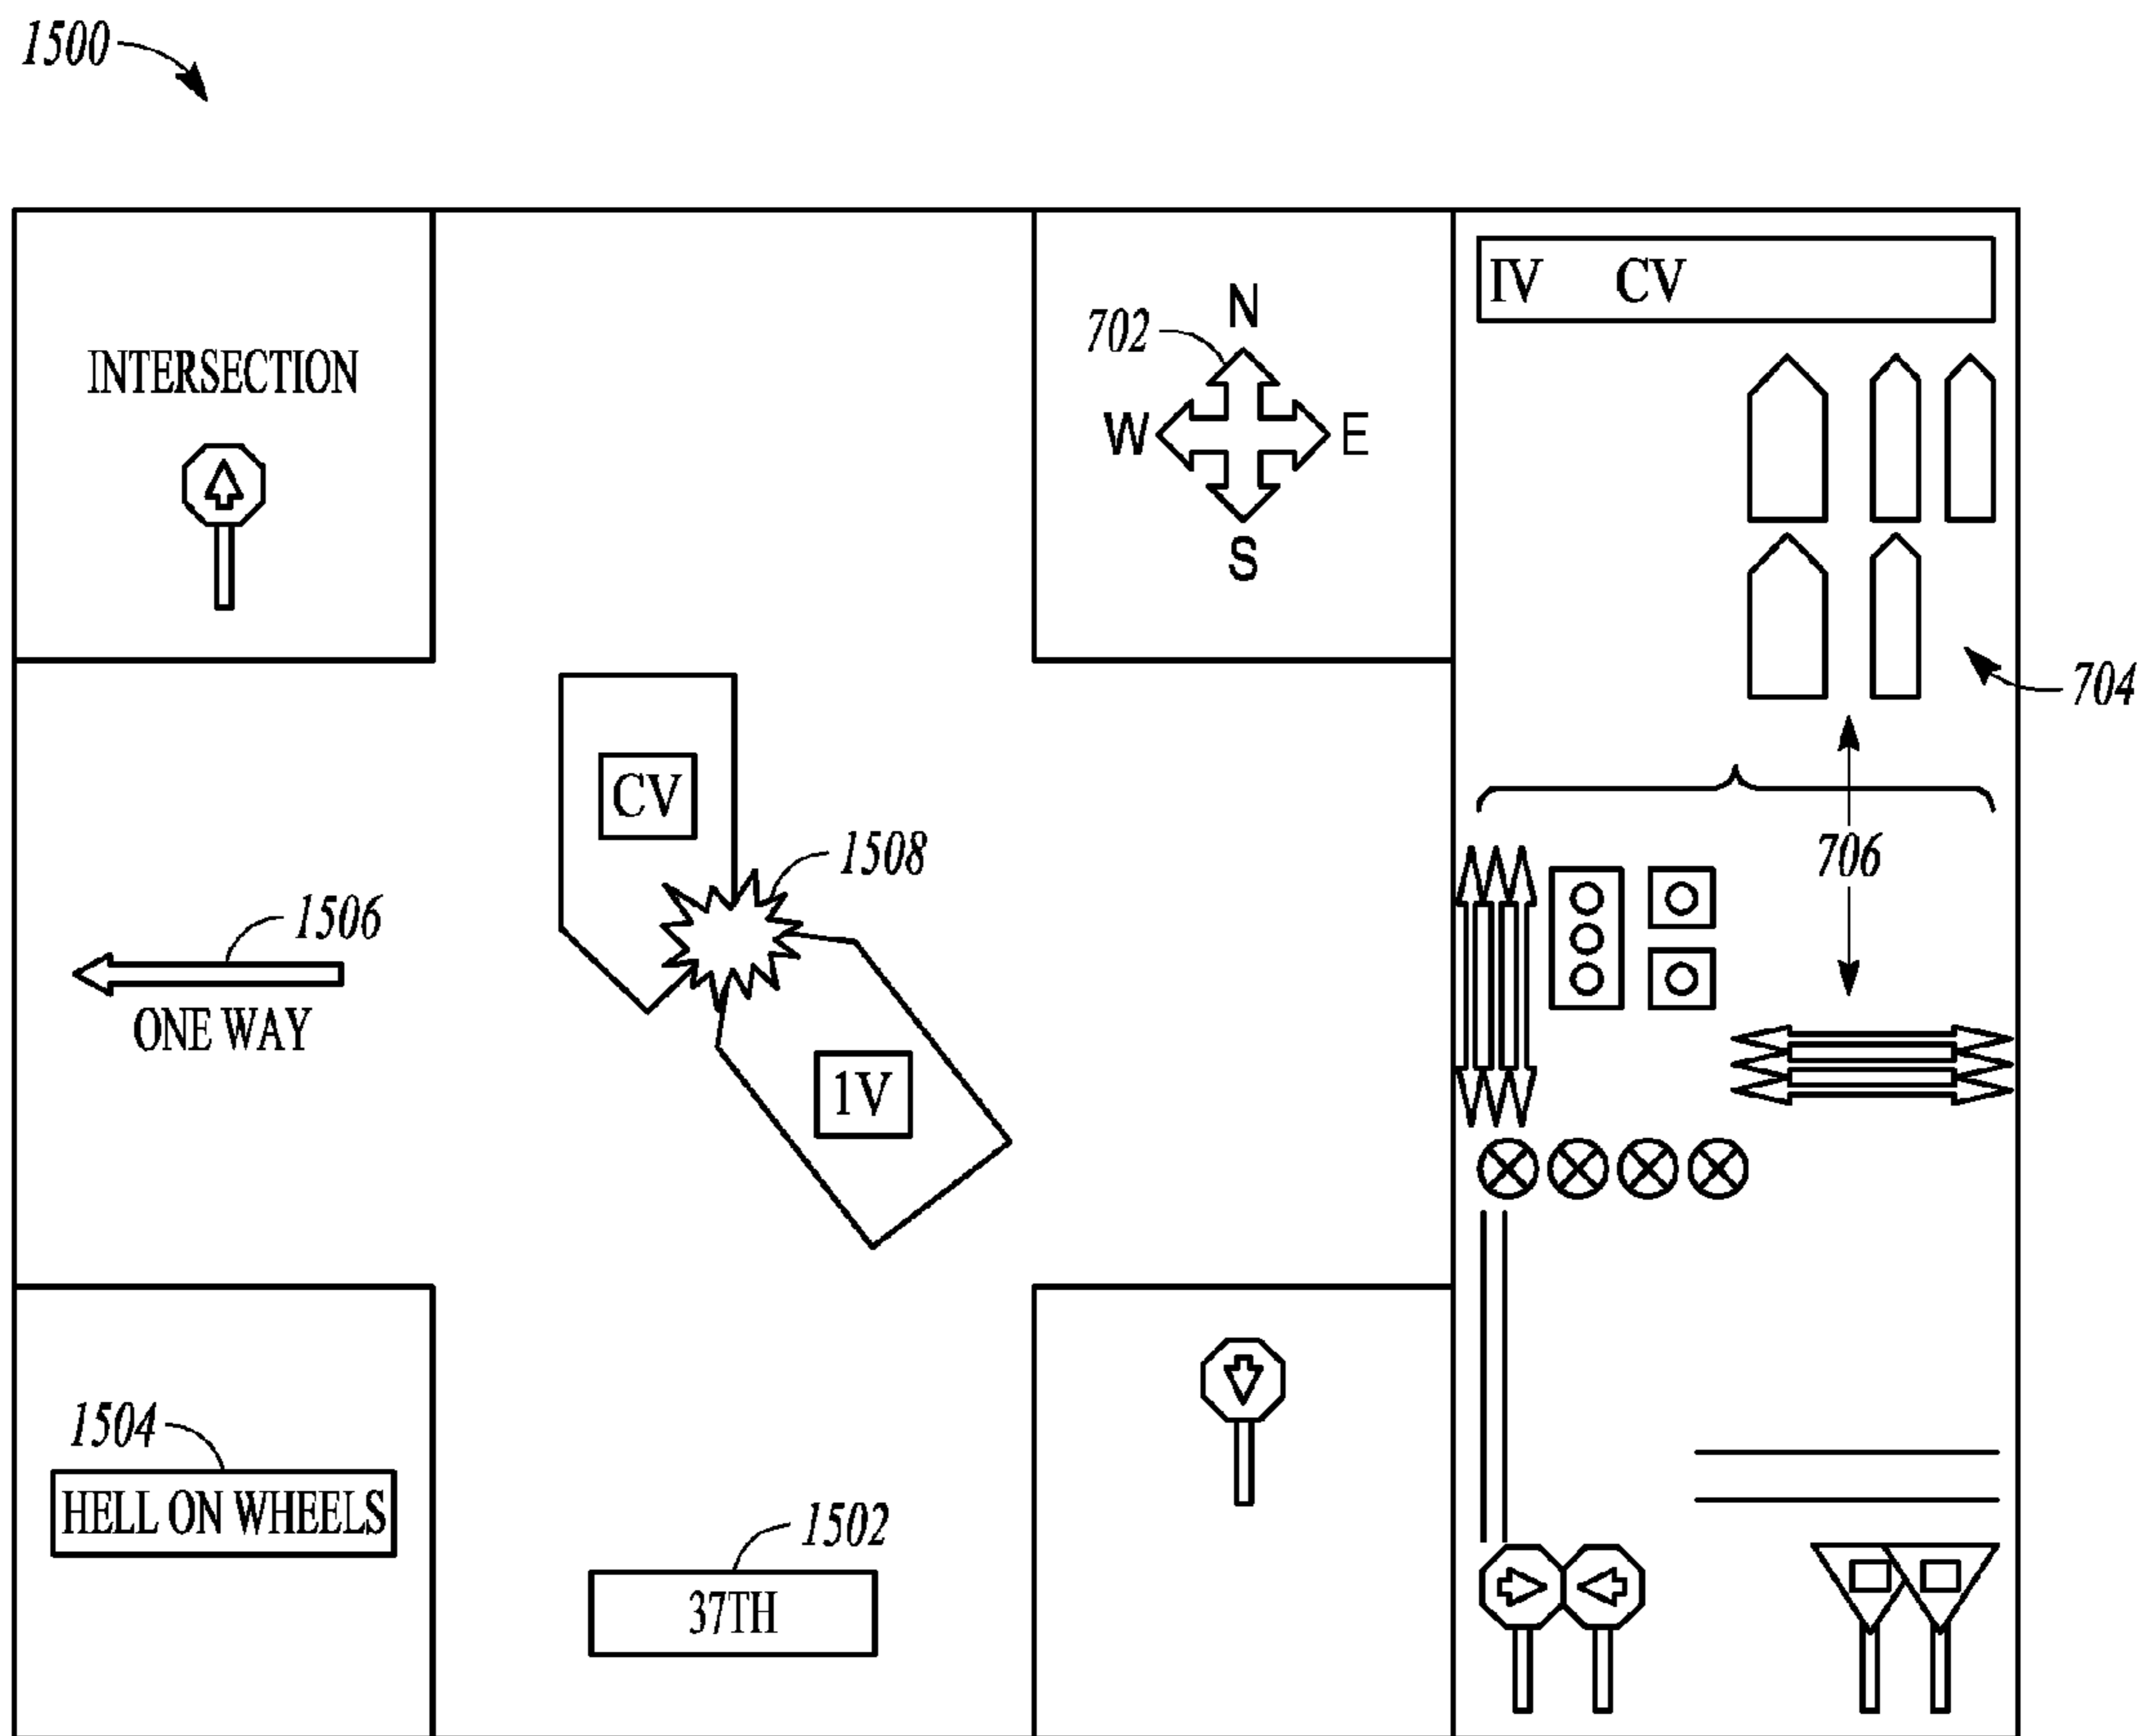 1500
IV CV
N
702
INTERSECTION
W E
S
704
CV
1508
706
1506
ONE WAY
1V
1504
HELL ON WHEELS
1502
37TH